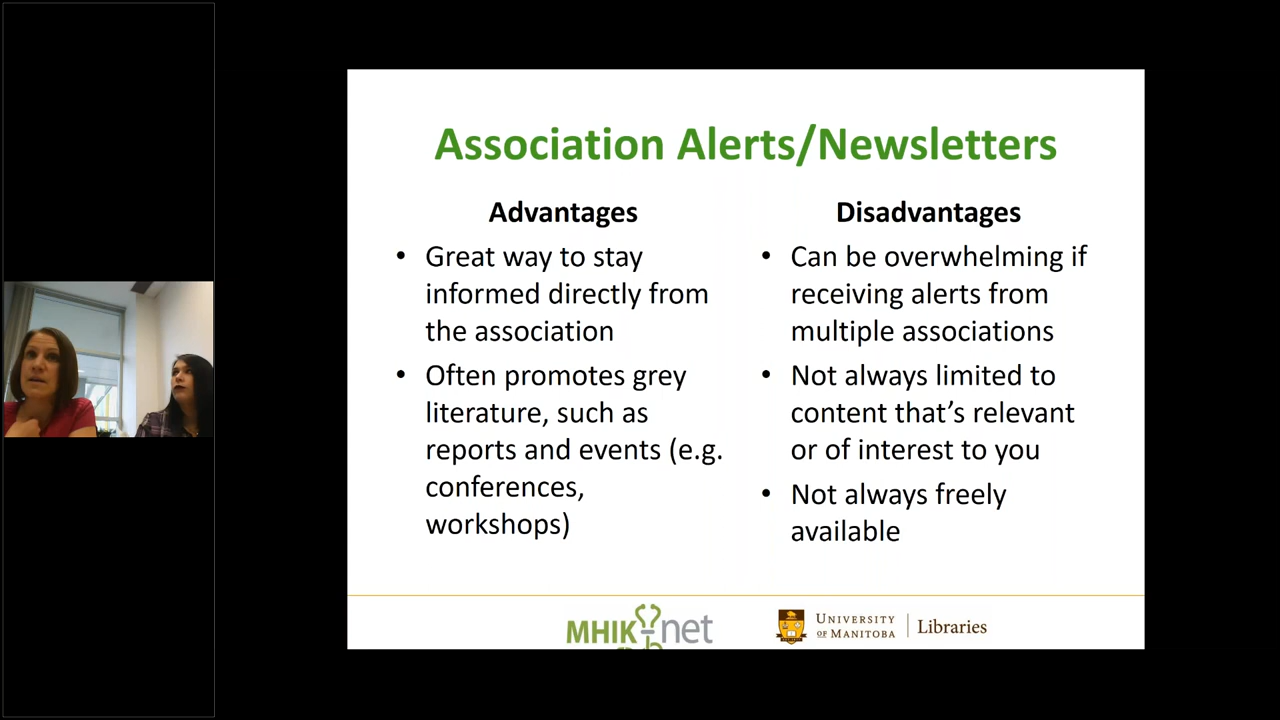 Association Alerts/Newsletters
Advantages
• Great way to stay
informed directly from
the association
• Often promotes grey
literature, such as
reports and events (e.g.
conferences,
workshops)
Disadvantages
• Can be overwhelming if
receiving alerts from
multiple associations
• Not always limited to
content that’s relevant
or of interest to you
• Not always freely
available
MHIKnet
UNIVERSITY
OF MANITOBA
Libraries